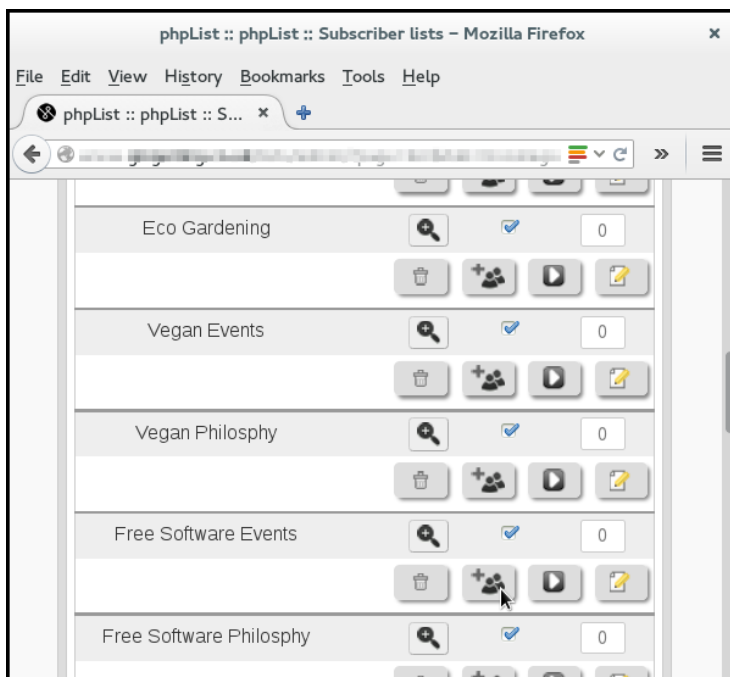 phpList :: phpList :: Subscriber lists – Mozilla Firefox
File Edit View History Bookmarks Tools Help
phpList :: phpList :: S...
Eco Gardening 0
Vegan Events 0
Vegan Philosphy 0
Free Software Events 0
Free Software Philosphy 0